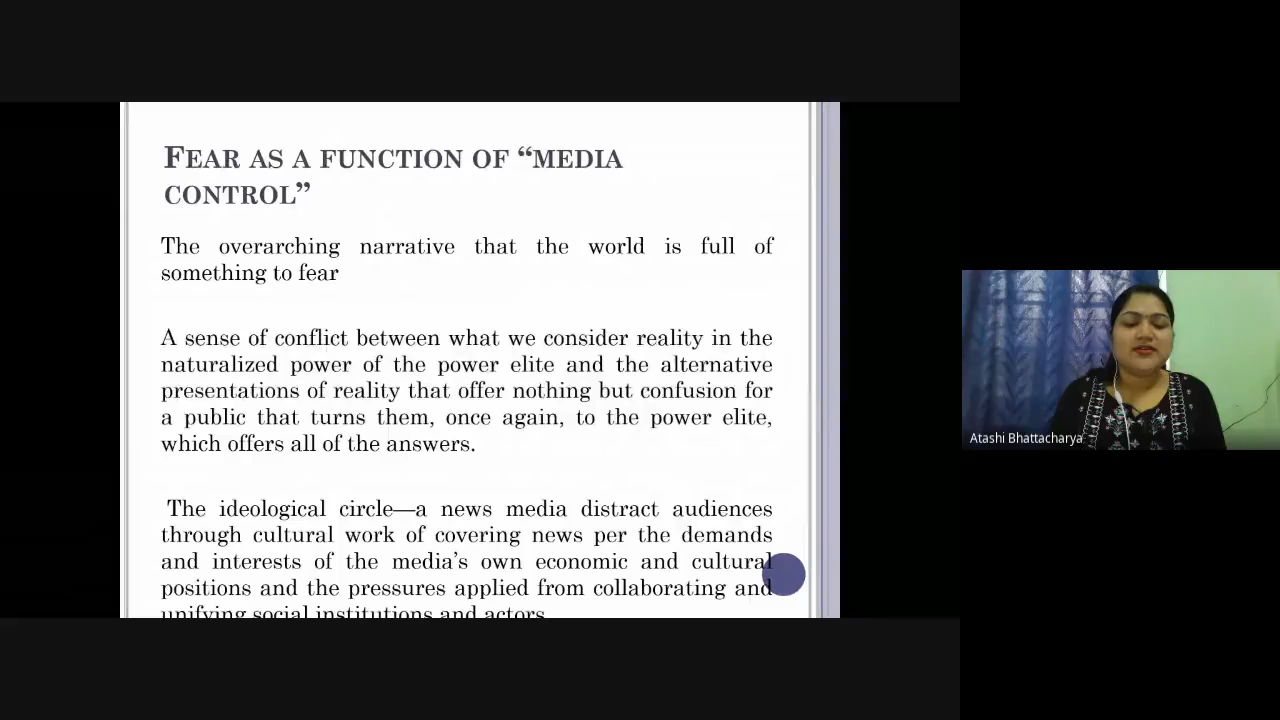 FEAR AS A FUNCTION OF “MEDIA
CONTROL”
The overarching narrative that the world is full of
something to fear
A sense of conflict between what we consider reality in the
naturalized power of the power elite and the alternative
presentations of reality that offer nothing but confusion for
a public that turns them, once again, to the power elite,
which offers all of the answers.
The ideological circle—a news media distract audiences
through cultural work of covering news per the demands
and interests of the media’s own economic and cultural
positions and the pressures applied from collaborating and
unifying social institutions and actors
Atashi Bhattacharya